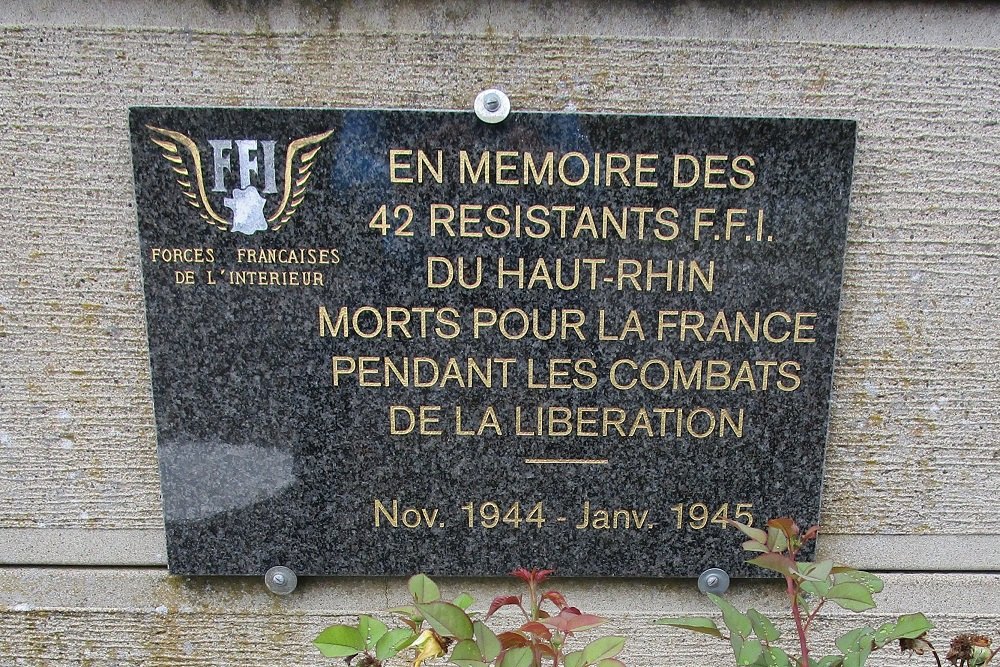 FFI
FORCES FRANCAISES
DE L'INTERIEUR
EN MEMOIRE DES
42 RESISTANTS F.F.I.
DU HAUT-RHIN
MORTS POUR LA FRANCE
PENDANT LES COMBATS
DE LA LIBERATION
Nov. 1944 - Janv. 1945